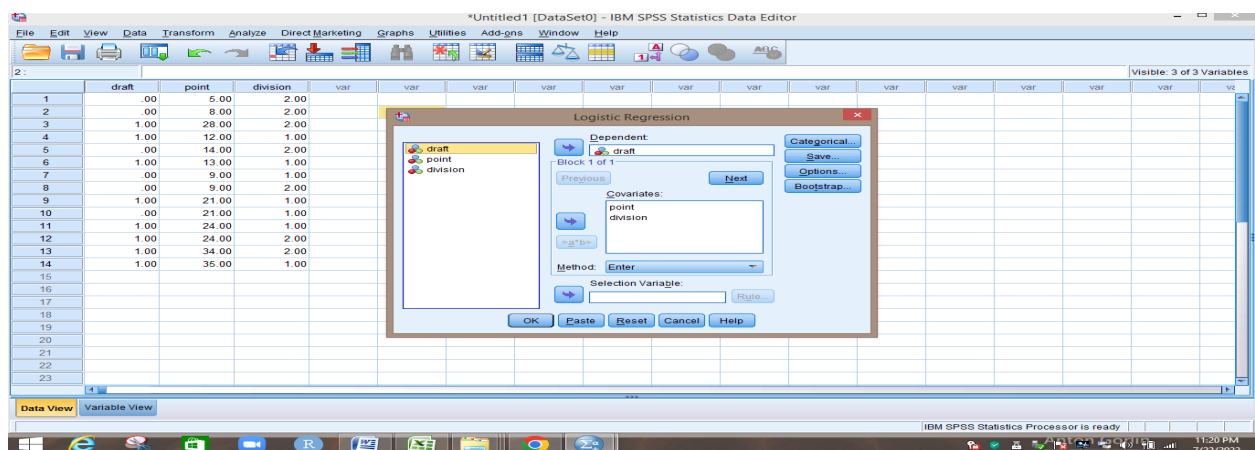 *Untitled1 [DataSet0] - IBM SPSS Statistics Data Editor
File Edit View Data Transform Analyze Direct Marketing Graphs Utilities Add-ons Window Help
2 :
Visible: 3 of 3 Variables
draft point division var var var var var var var var var var var
1 .00 5.00 2.00
2 .00 8.00 2.00
3 1.00 28.00 2.00
4 1.00 12.00 1.00
5 .00 14.00 2.00
6 1.00 13.00 1.00
7 .00 9.00 1.00
8 .00 9.00 2.00
9 1.00 21.00 1.00
10 .00 21.00 1.00
11 1.00 24.00 1.00
12 1.00 24.00 2.00
13 1.00 34.00 2.00
14 1.00 35.00 1.00
15
16
17
18
19
20
21
22
23
Logistic Regression
draft
point
division
Dependent:
draft
Block 1 of 1
Previous
Next
Covariates:
point
division
>a*b>
Method: Enter
Selection Variable:
Rule...
Categorical...
Save...
Options...
Bootstrap...
OK Paste Reset Cancel Help
Data View Variable View
IBM SPSS Statistics Processor is ready
Anton Gorlin
11:20 PM